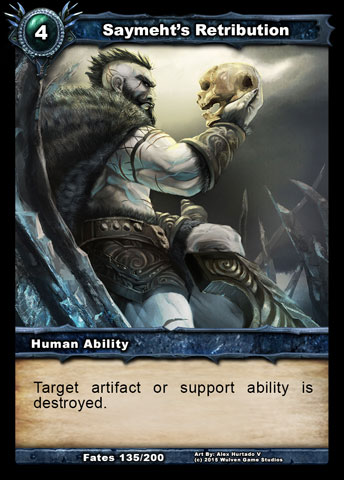 4
Saymeht's Retribution
Human Ability
Target artifact or support ability is
destroyed.
Fates 135/200
Art By: Alex Hurtado V
(c) 2015 Wulven Game Studios